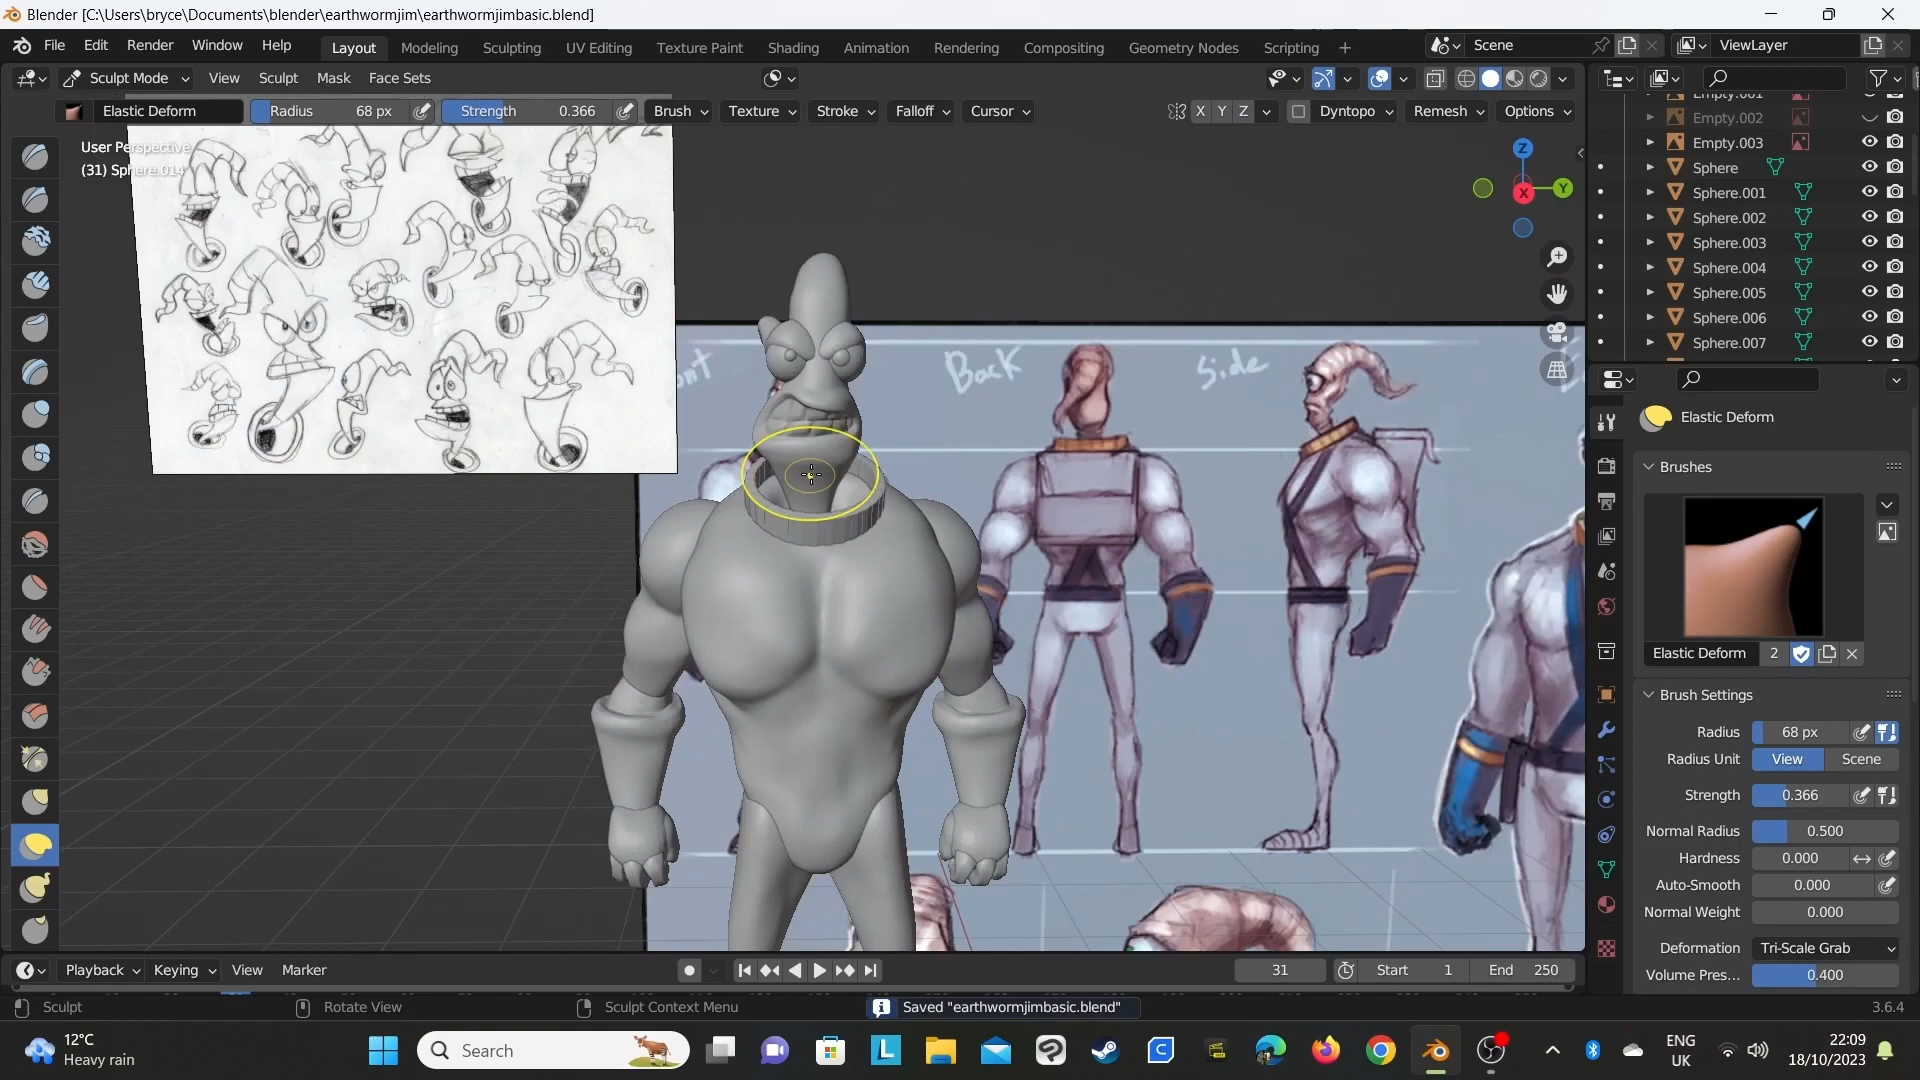 Blender [C:\Users\bryce\Documents\blender\earthwormjim\earthwormjimbasic.blend]
File Edit Render Window Help Layout Modeling Sculpting UV Editing Texture Paint Shading Animation Rendering Compositing Geometry Nodes Scripting + Scene ViewLayer
Sculpt Mode View Sculpt Mask Face Sets
Elastic Deform Radius 68 px Strength 0.366 Brush Texture Stroke Falloff Cursor X Y Z Dyntopo Remesh Options
User Perspective
(31) Sphere.014
Z
Y
X
Empty.001
Empty.002
Empty.003
Sphere
Sphere.001
Sphere.002
Sphere.003
Sphere.004
Sphere.005
Sphere.006
Sphere.007
Back
Side
Elastic Deform
Brushes
Elastic Deform 2
Brush Settings
Radius 68 px
Radius Unit View Scene
Strength 0.366
Normal Radius 0.500
Hardness 0.000
Auto-Smooth 0.000
Normal Weight 0.000
Deformation Tri-Scale Grab
Volume Pres... 0.400
Playback Keying View Marker 31 Start 1 End 250
Sculpt Rotate View Sculpt Context Menu Saved "earthwormjimbasic.blend" 3.6.4
12°C
Heavy rain
Search
ENG
UK
22:09
18/10/2023